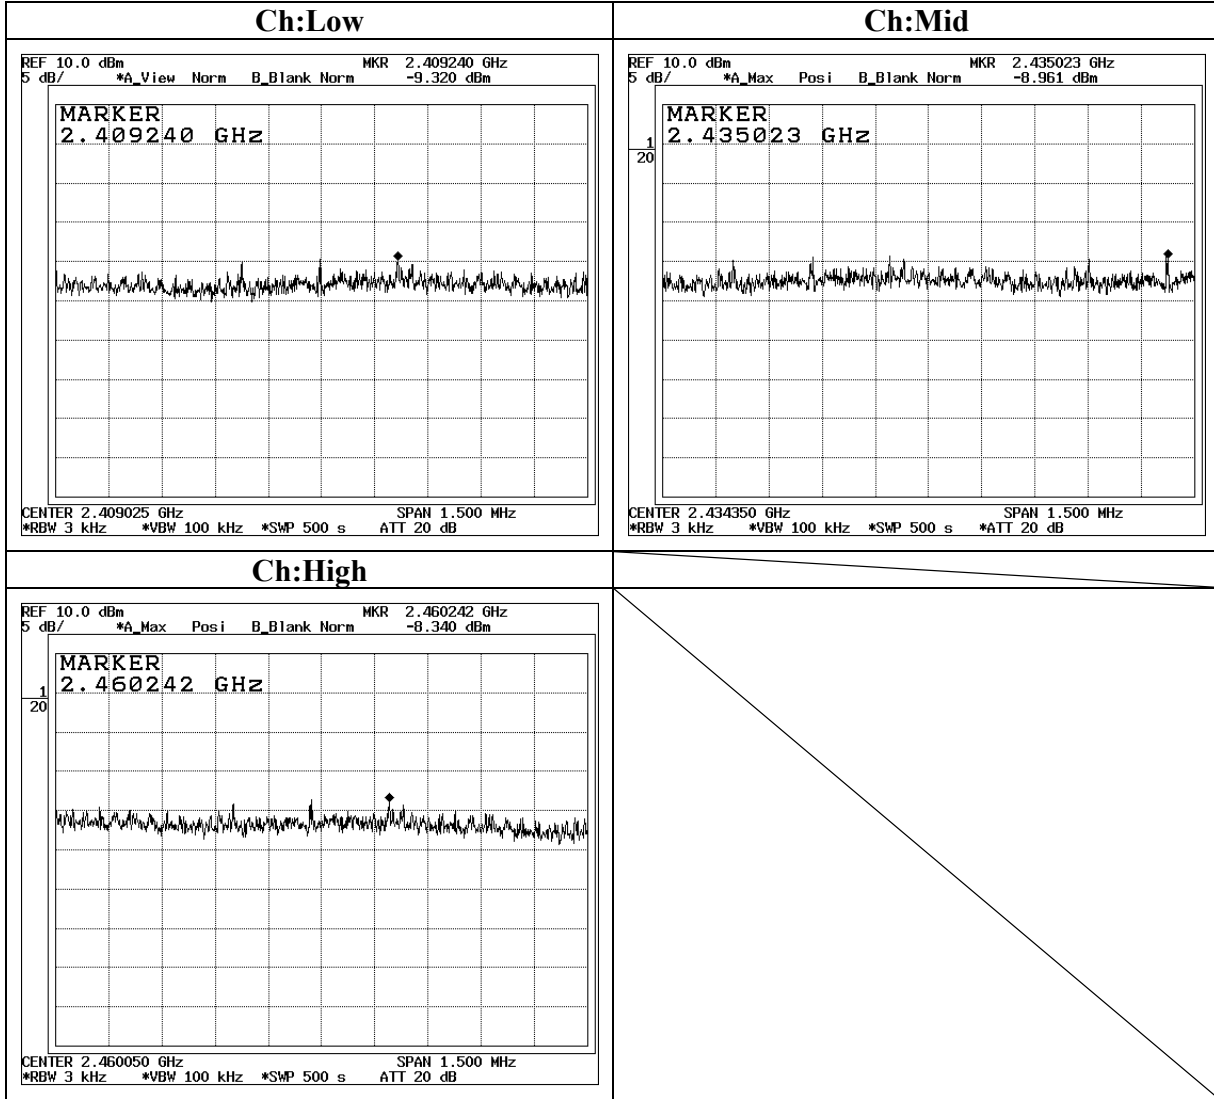 Ch:Low
REF 10.0 dBm MKR 2.409240 GHz
5 dB/ *A_View Norm B_Blank Norm -9.320 dBm
MARKER
2.409240 GHz
CENTER 2.409025 GHz SPAN 1.500 MHz
*RBW 3 kHz *VBW 100 kHz *SWP 500 s ATT 20 dB
Ch:Mid
REF 10.0 dBm MKR 2.435023 GHz
5 dB/ *A_Max Posi B_Blank Norm -8.961 dBm
MARKER
2.435023 GHz
1
20
CENTER 2.434350 GHz SPAN 1.500 MHz
*RBW 3 kHz *VBW 100 kHz *SWP 500 s *ATT 20 dB
Ch:High
REF 10.0 dBm MKR 2.460242 GHz
5 dB/ *A_Max Posi B_Blank Norm -8.340 dBm
MARKER
2.460242 GHz
1
20
CENTER 2.460050 GHz SPAN 1.500 MHz
*RBW 3 kHz *VBW 100 kHz *SWP 500 s ATT 20 dB